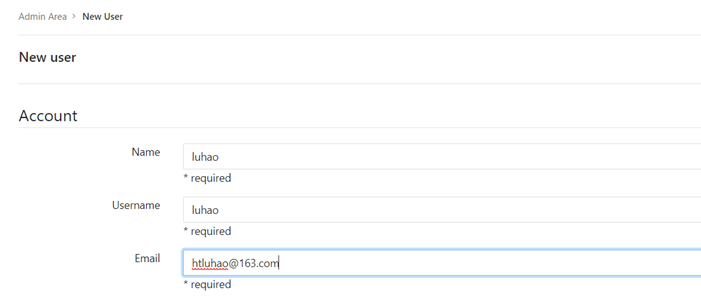 Admin Area > New User
New user
Account
Name
luhao
* required
Username
luhao
* required
Email
htluhao@163.com
* required